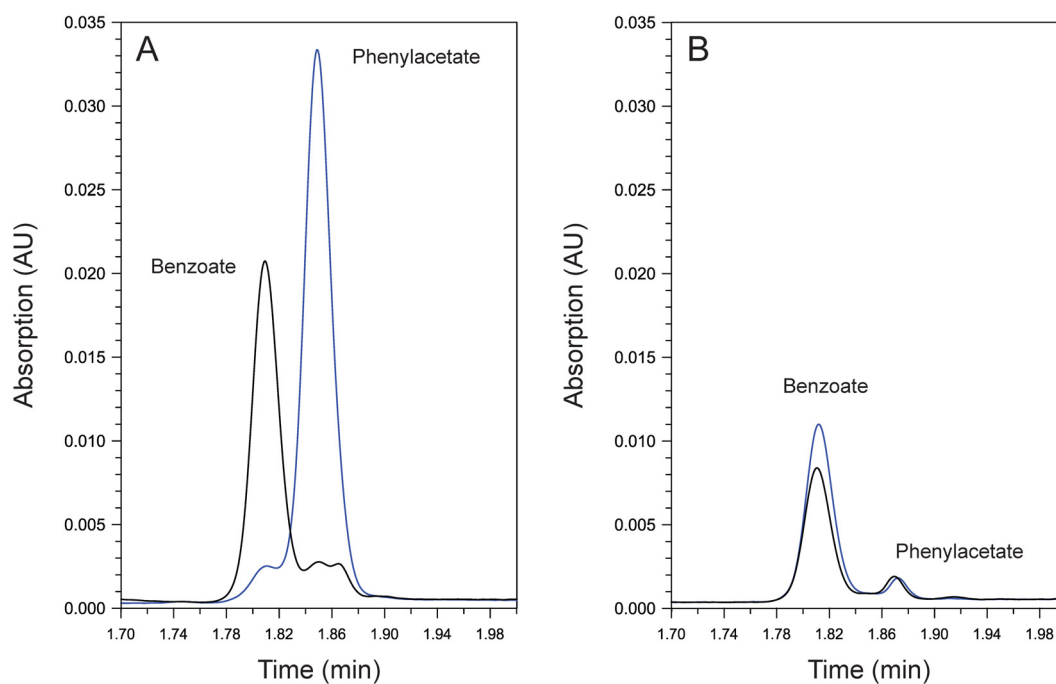 A
Phenylacetate
Benzoate
0.035
0.030
0.025
0.020
0.015
0.010
0.005
0.000
Absorption (AU)
1.70 1.74 1.78 1.82 1.86 1.90 1.94 1.98
Time (min)
B
Benzoate
Phenylacetate
0.035
0.030
0.025
0.020
0.015
0.010
0.005
0.000
Absorption (AU)
1.70 1.74 1.78 1.82 1.86 1.90 1.94 1.98
Time (min)